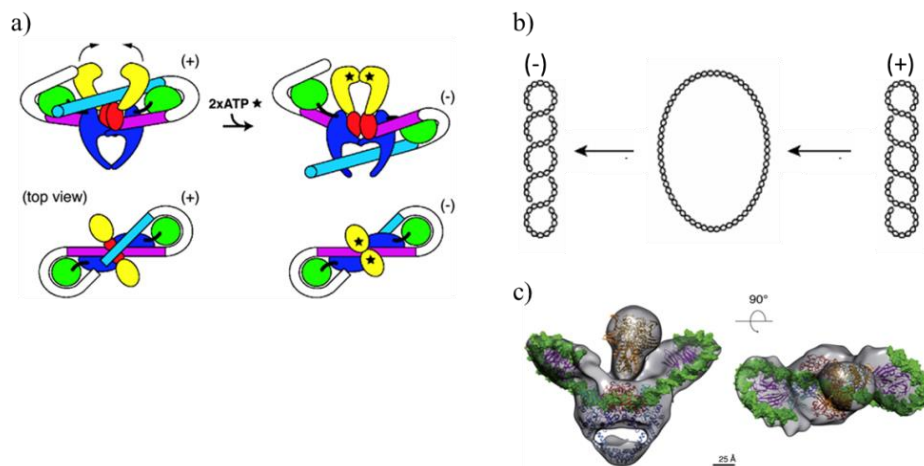 a)
(+)
2xATP ★
(-)
(top view)
(+)
(-)
b)
(-)
(+)
c)
90°
25 Å